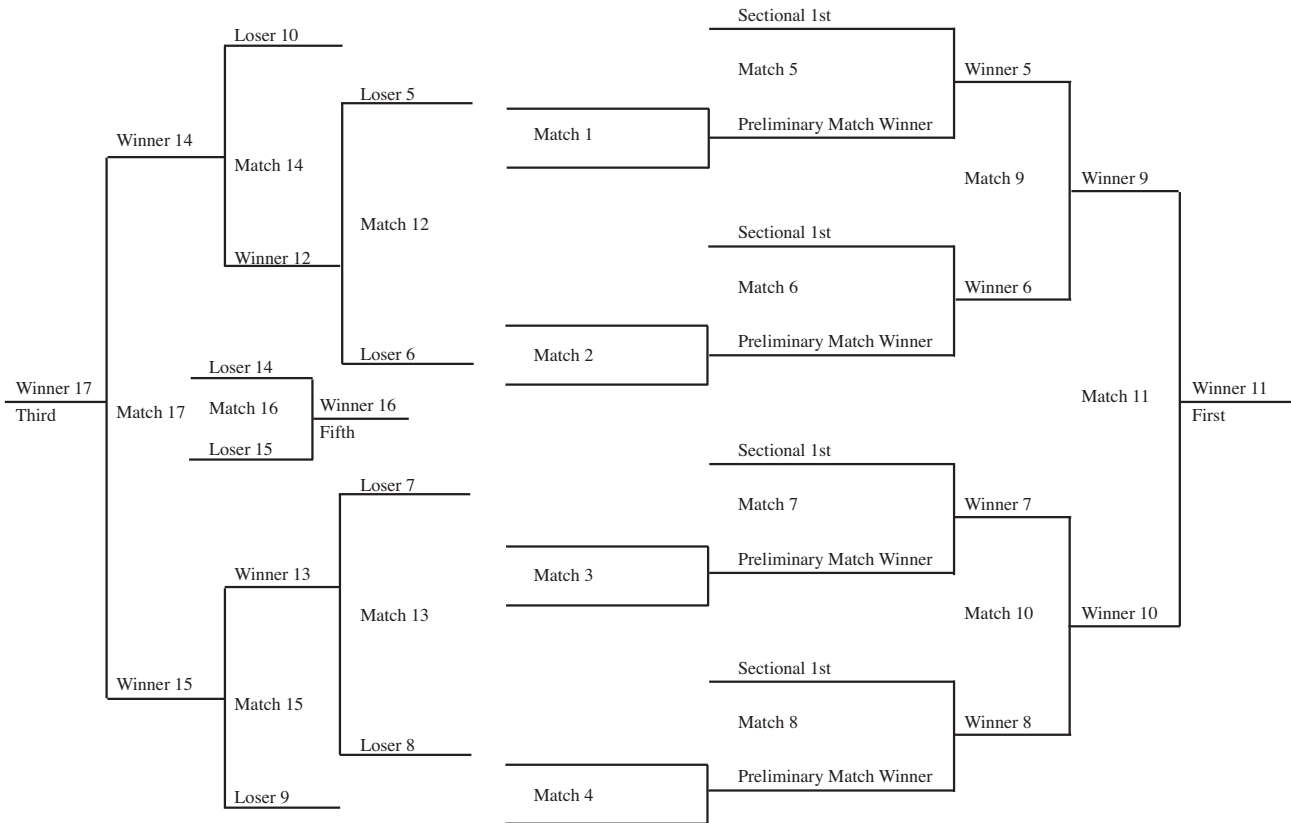 Sectional 1st
Loser 10
Match 5
Winner 5
Loser 5
Preliminary Match Winner
Match 1
Winner 14
Match 14
Match 9
Winner 9
Match 12
Sectional 1st
Winner 12
Match 6
Winner 6
Preliminary Match Winner
Loser 6
Match 2
Loser 14
Winner 17
Winner 11
Match 11
Match 17
Match 16
Winner 16
Third
First
Fifth
Loser 15
Sectional 1st
Loser 7
Match 7
Winner 7
Preliminary Match Winner
Winner 13
Match 3
Match 13
Match 10
Winner 10
Sectional 1st
Winner 15
Match 15
Match 8
Winner 8
Loser 8
Preliminary Match Winner
Loser 9
Match 4